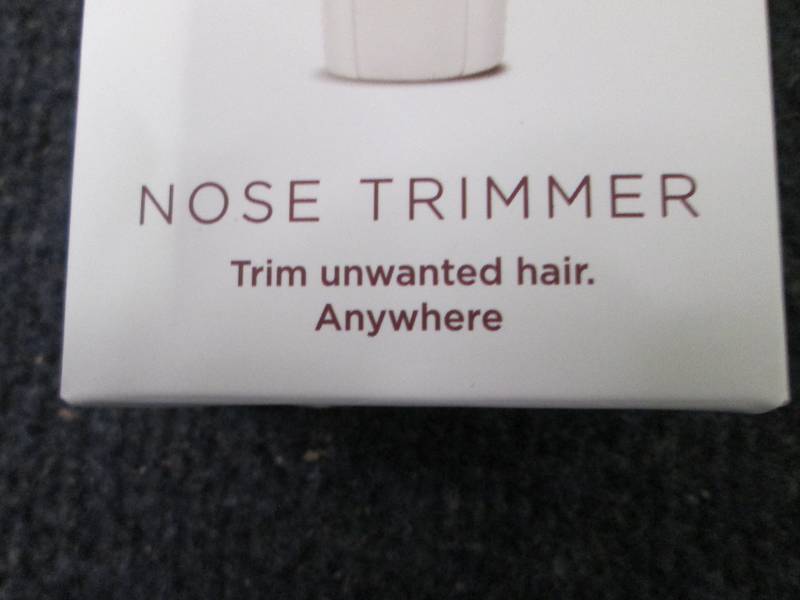 NOSE TRIMMER
Trim unwanted hair.
Anywhere